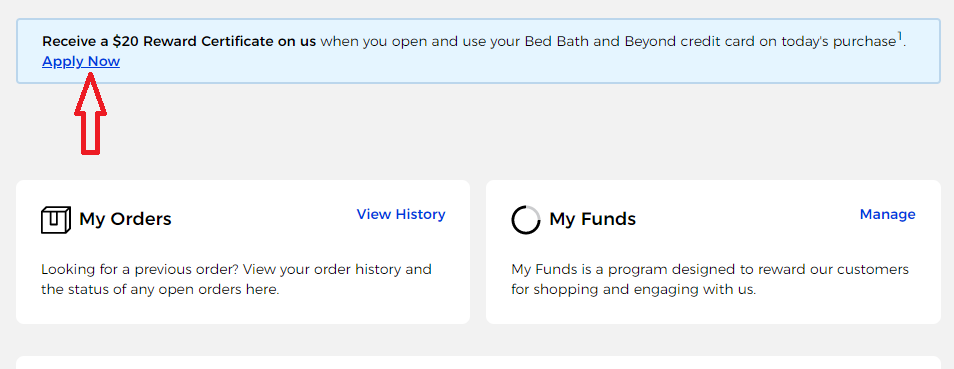 Receive a $20 Reward Certificate on us when you open and use your Bed Bath and Beyond credit card on today's purchase1.
Apply Now
My Orders
View History
Looking for a previous order? View your order history and
the status of any open orders here.
My Funds
Manage
My Funds is a program designed to reward our customers
for shopping and engaging with us.